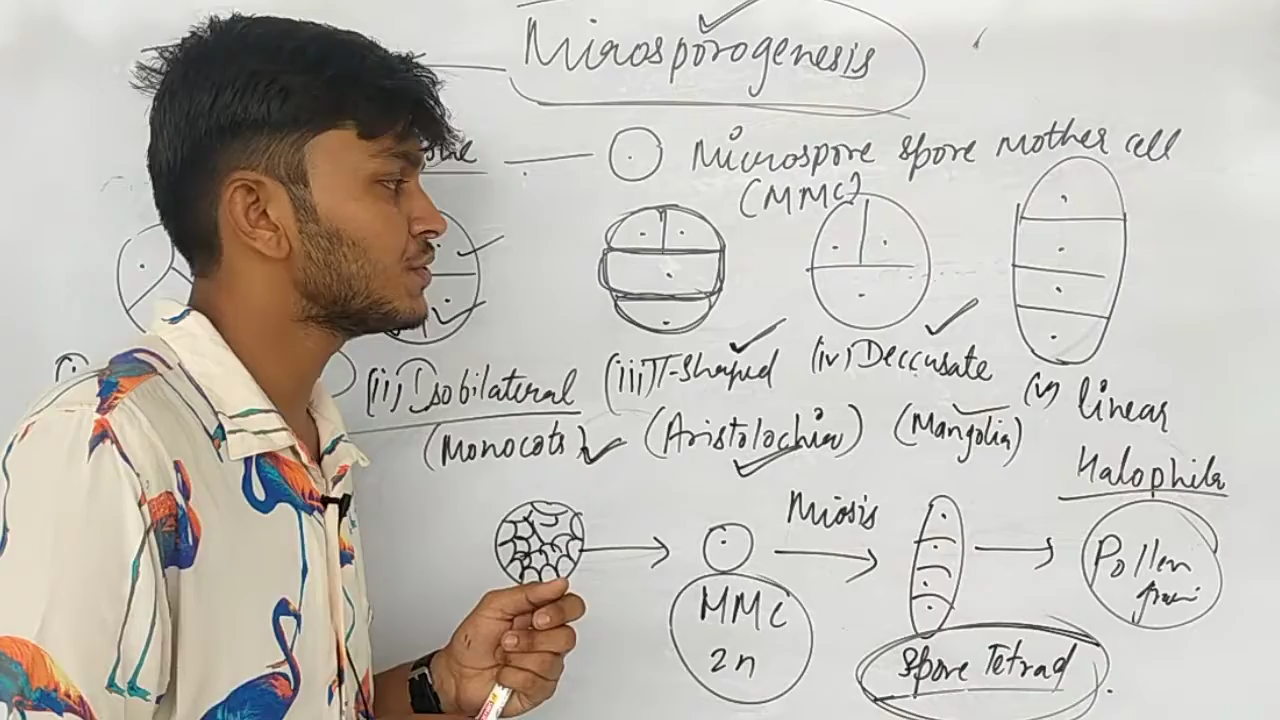 Mirosporogenesis
Microspore spore mother cell
(MMC)
(ii) Isobilateral
(Monocots)
(iii) T-Shaped
(Aristolochia)
(iv) Deccusate
(Mangolia)
(v) linear
Halophila
Miosis
MMC
2n
Spore Tetrad
Pollen